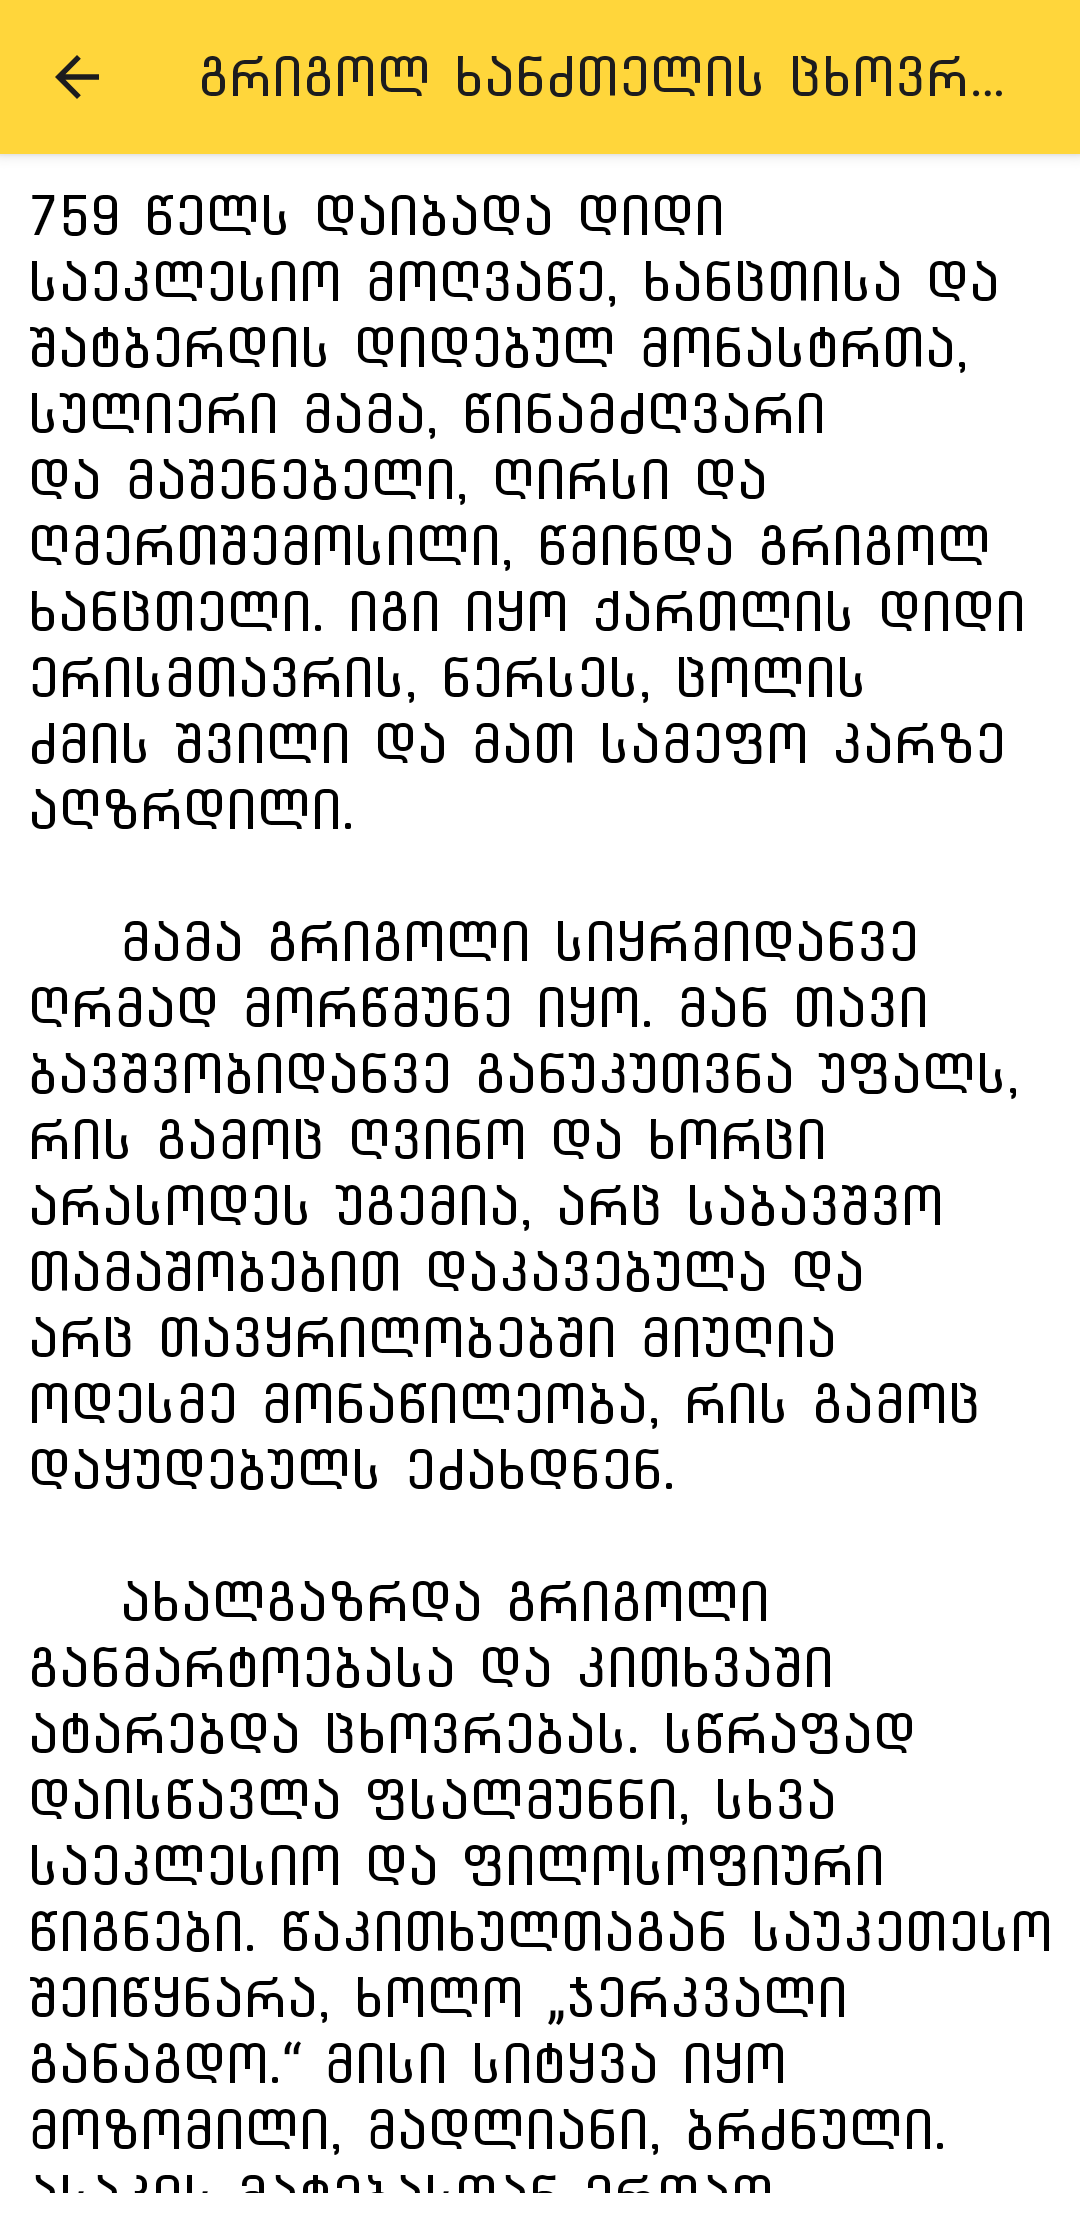 გრიგოლ ხანძთელის ცხოვრ...
759 წელს დაიბადა დიდი
საეკლესიო მოღვაწე, ხანცთისა და
შატბერდის დიდებულ მონასტრთა,
სულიერი მამა, წინამძღვარი
და მაშენებელი, ღირსი და
ღმერთშემოსილი, წმინდა გრიგოლ
ხანცთელი. იგი იყო ქართლის დიდი
ერისმთავრის, ნერსეს, ცოლის
ძმის შვილი და მათ სამეფო კარზე
აღზრდილი.
მამა გრიგოლი სიყრმიდანვე
ღრმად მორწმუნე იყო. მან თავი
ბავშვობიდანვე განუკუთვნა უფალს,
რის გამოც ღვინო და ხორცი
არასოდეს უგემია, არც საბავშვო
თამაშობებით დაკავებულა და
არც თავყრილობებში მიუღია
ოდესმე მონაწილეობა, რის გამოც
დაყუდებულს ეძახდნენ.
ახალგაზრდა გრიგოლი
განმარტოებასა და კითხვაში
ატარებდა ცხოვრებას. სწრაფად
დაისწავლა ფსალმუნნი, სხვა
საეკლესიო და ფილოსოფიური
წიგნები. წაკითხულთაგან საუკეთესო
შეიწყნარა, ხოლო „ჯერკვალი
განაგდო.“ მისი სიტყვა იყო
მოზომილი, მადლიანი, ბრძნული.